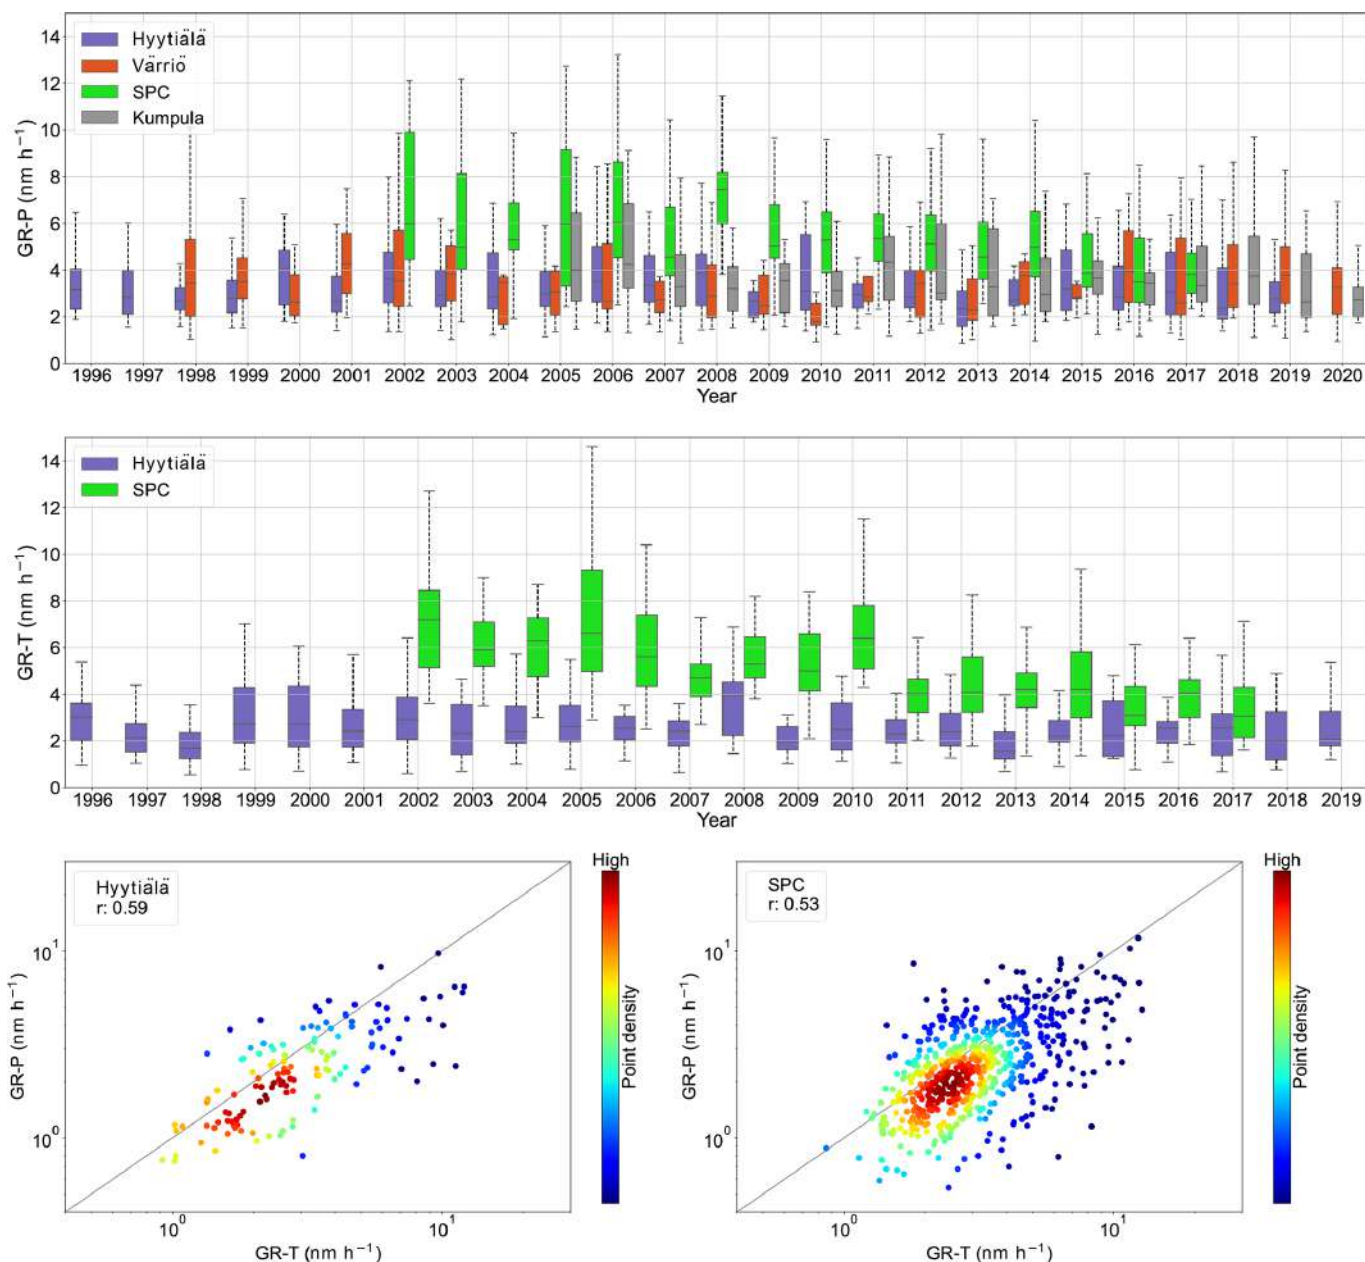 14
12
10
8
6
4
2
0
GR-P (nm h⁻¹)
Hyytiälä
Värriö
SPC
Kumpula
1996 1997 1998 1999 2000 2001 2002 2003 2004 2005 2006 2007 2008 2009 2010 2011 2012 2013 2014 2015 2016 2017 2018 2019 2020
Year
14
12
10
8
6
4
2
0
GR-T (nm h⁻¹)
Hyytiälä
SPC
1996 1997 1998 1999 2000 2001 2002 2003 2004 2005 2006 2007 2008 2009 2010 2011 2012 2013 2014 2015 2016 2017 2018 2019
Year
Hyytiälä
r: 0.59
10¹
10⁰
GR-P (nm h⁻¹)
10⁰ 10¹
GR-T (nm h⁻¹)
High
Point density
SPC
r: 0.53
10¹
10⁰
GR-P (nm h⁻¹)
10⁰ 10¹
GR-T (nm h⁻¹)
High
Point density